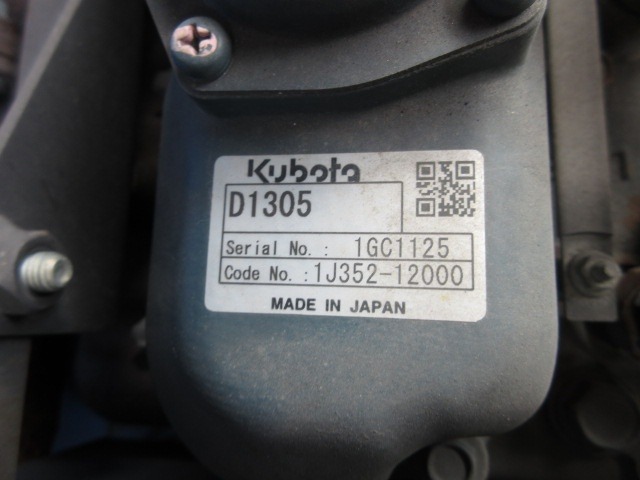 Kubota
D1305
Serial No. : 1GC1125
Code No. : 1J352-12000
MADE IN JAPAN